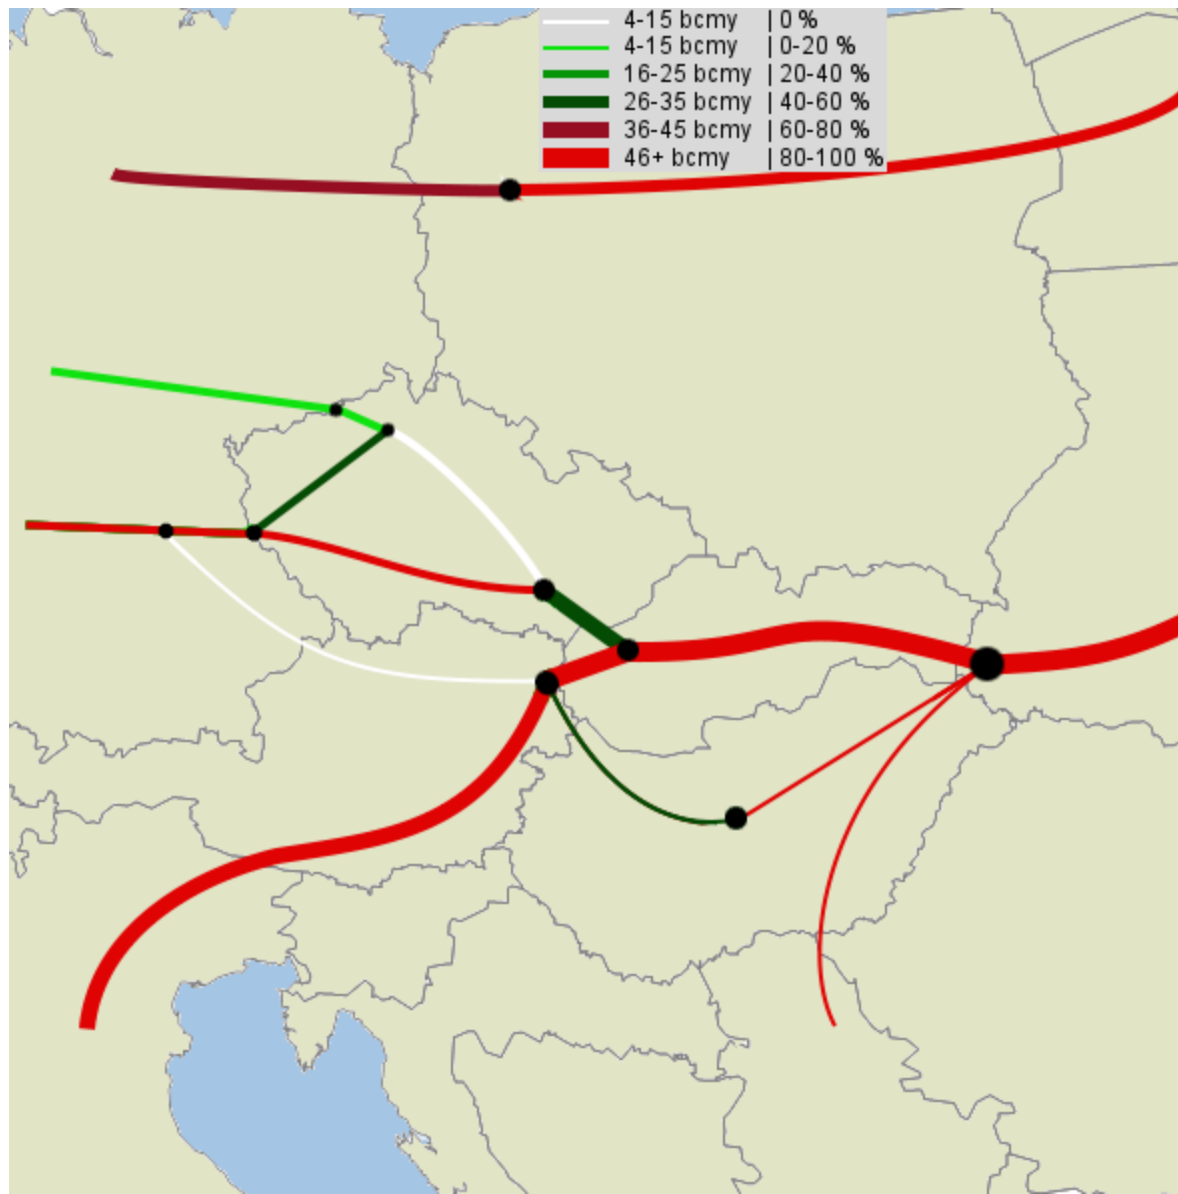 4-15 bcmy | 0 %
4-15 bcmy | 0-20 %
16-25 bcmy | 20-40 %
26-35 bcmy | 40-60 %
36-45 bcmy | 60-80 %
46+ bcmy | 80-100 %